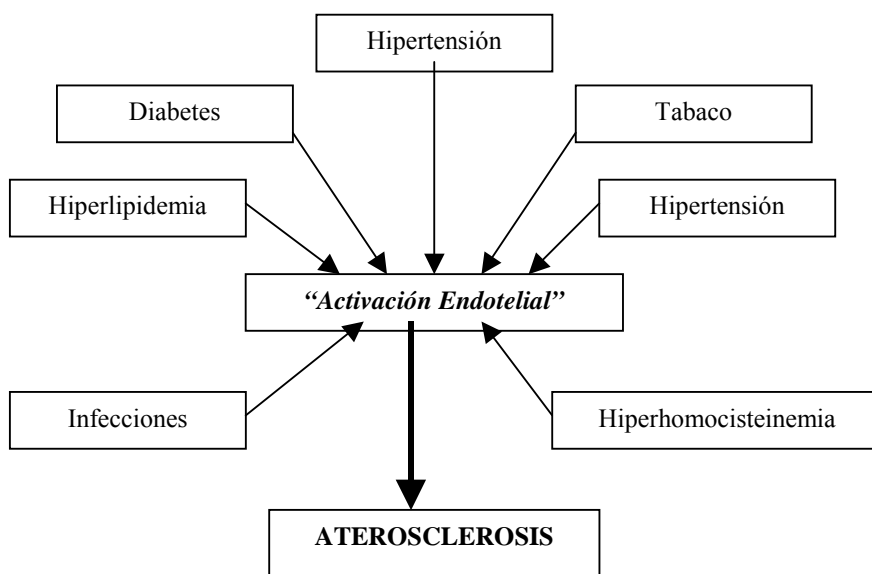 Hipertensión
Diabetes
Tabaco
Hiperlipidemia
Hipertensión
“Activación Endotelial”
Infecciones
Hiperhomocisteinemia
ATEROSCLEROSIS